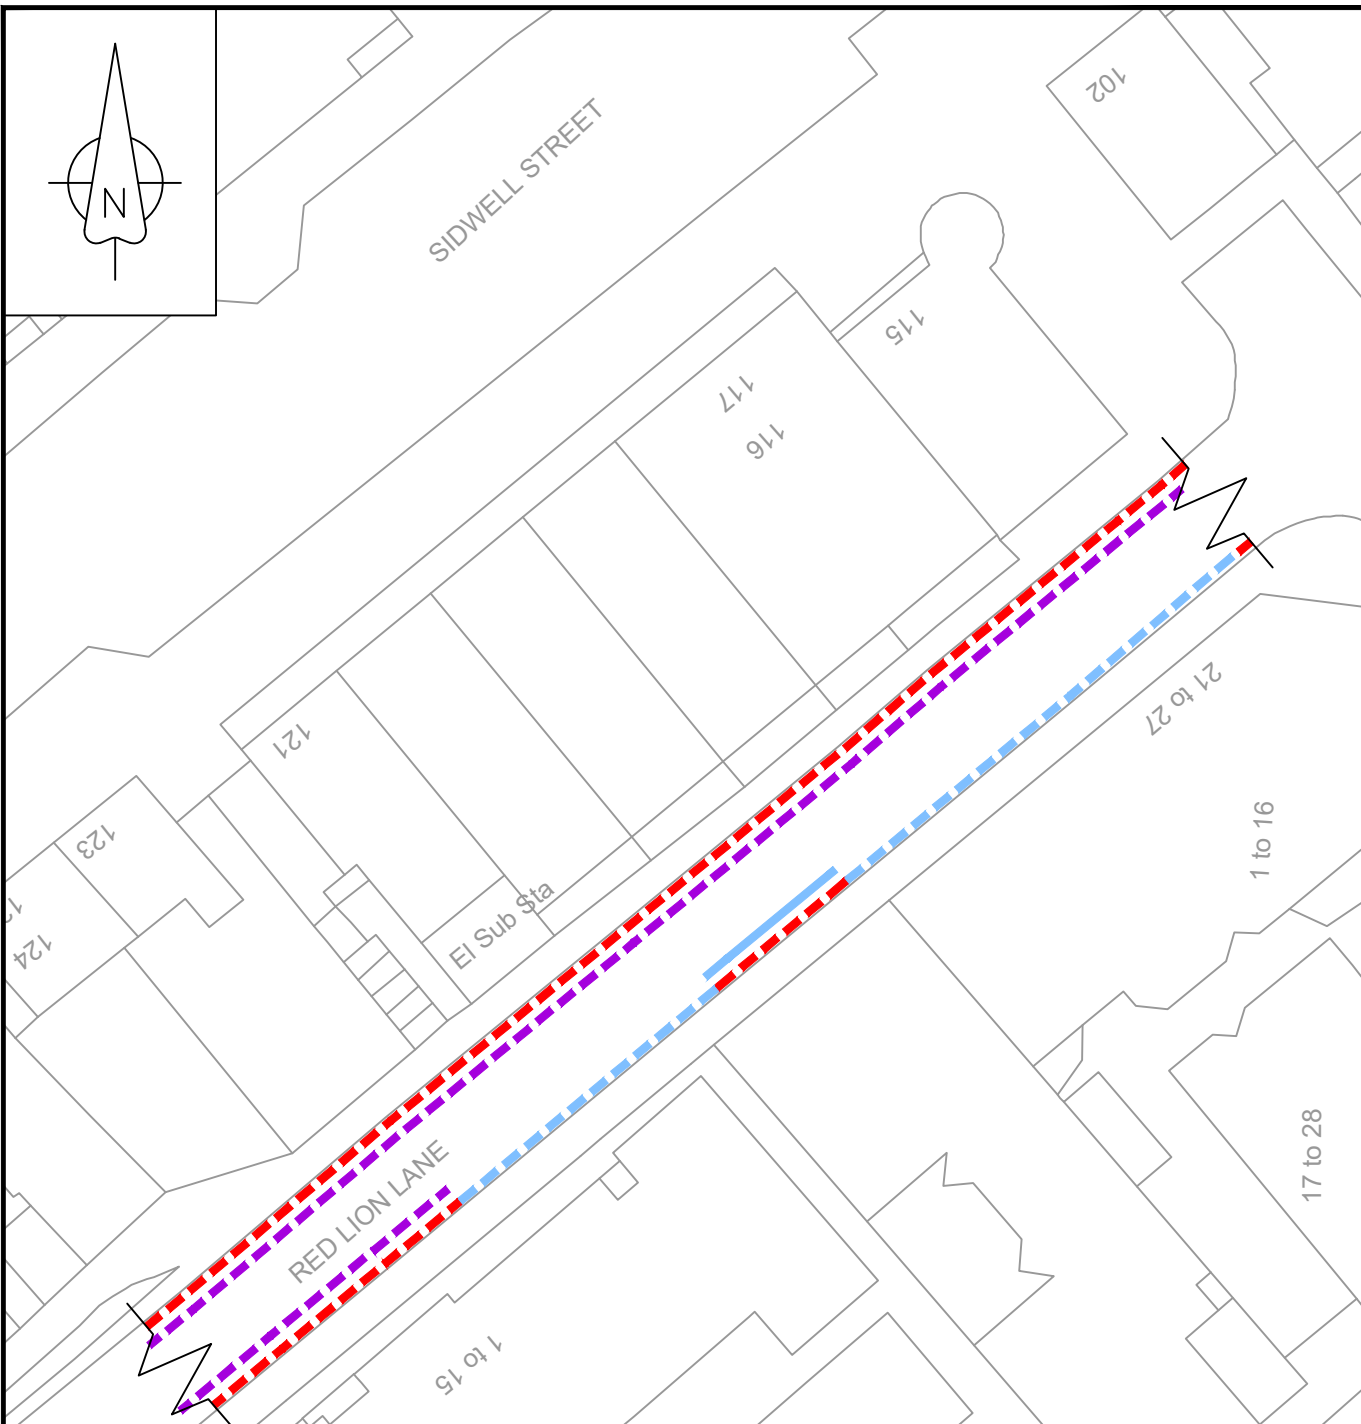 N
SIDWELL STREET
102
115
117
116
121
123
124
El Sub Sta
21 to 27
1 to 16
17 to 28
RED LION LANE
1 to 15